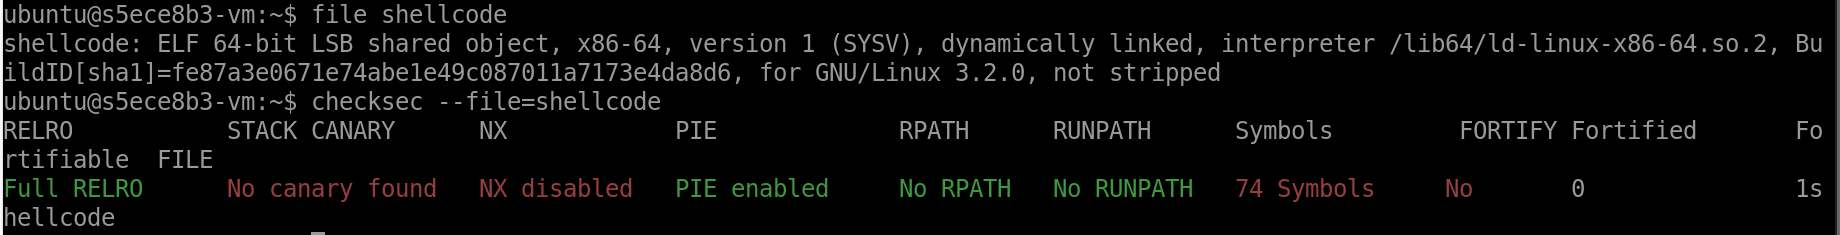 ubuntu@s5ece8b3-vm:~$ file shellcode
shellcode: ELF 64-bit LSB shared object, x86-64, version 1 (SYSV), dynamically linked, interpreter /lib64/ld-linux-x86-64.so.2, Bu
ildID[sha1]=fe87a3e0671e74abe1e49c087011a7173e4da8d6, for GNU/Linux 3.2.0, not stripped
ubuntu@s5ece8b3-vm:~$ checksec --file=shellcode
RELRO           STACK CANARY      NX            PIE             RPATH      RUNPATH      Symbols         FORTIFY Fortified       Fo
rtifiable  FILE
Full RELRO      No canary found   NX disabled   PIE enabled     No RPATH   No RUNPATH   74 Symbols     No       0               1s
hellcode